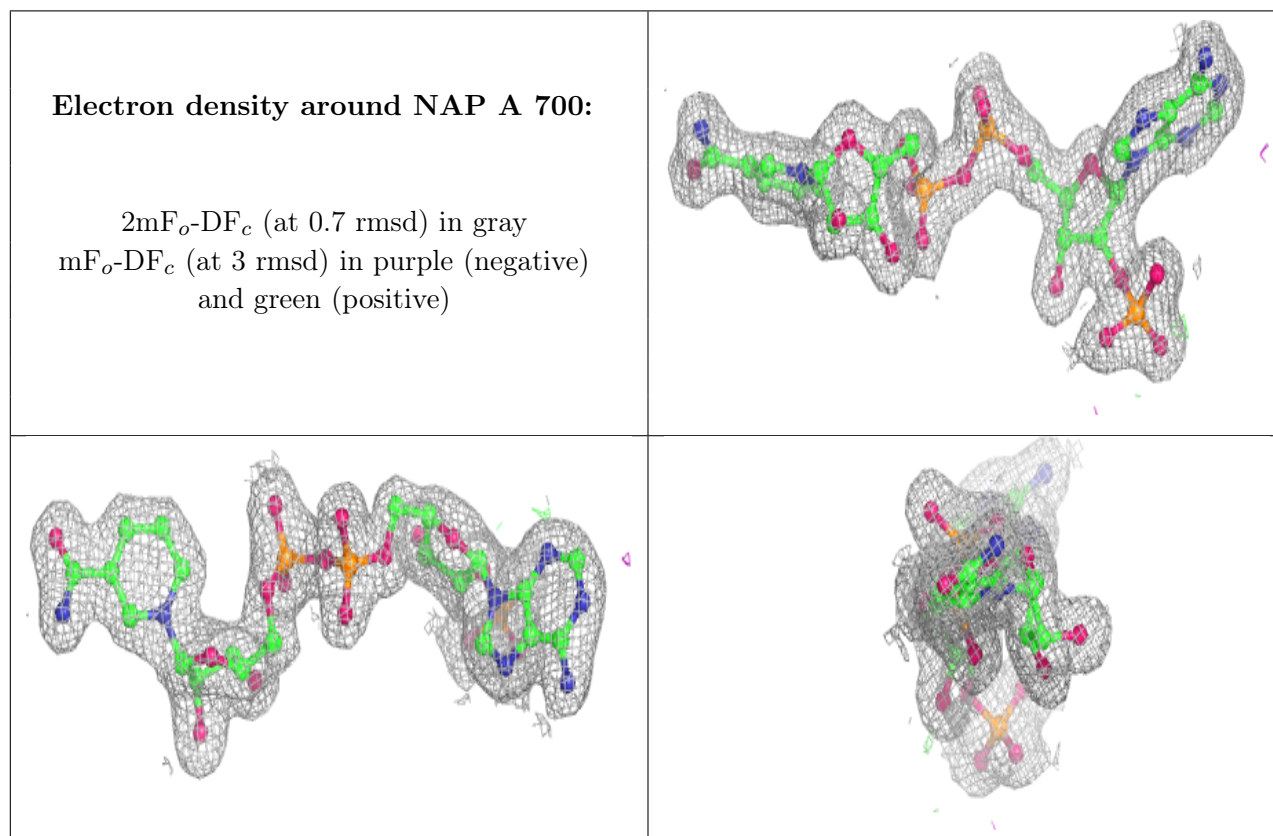 Electron density around NAP A 700:
2mFo-DFc (at 0.7 rmsd) in gray
mFo-DFc (at 3 rmsd) in purple (negative)
and green (positive)